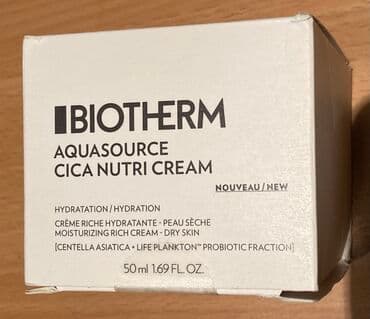 BIOTHERM
AQUASOURCE
CICA NUTRI CREAM
NOUVEAU / NEW
HYDRATATION / HYDRATION
CRÈME RICHE HYDRATANTE - PEAU SÈCHE
MOISTURIZING RICH CREAM - DRY SKIN
[CENTELLA ASIATICA + LIFE PLANKTON™ PROBIOTIC FRACTION]
50 ml 1.69 FL. OZ.